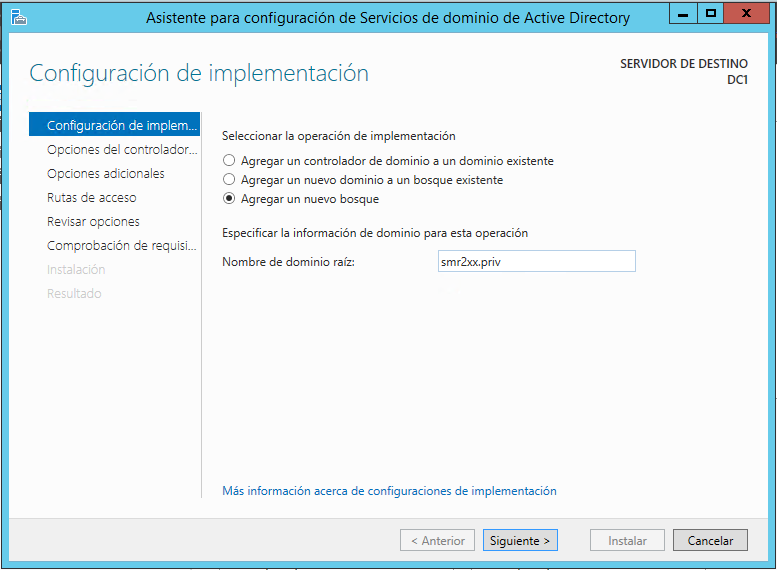 Asistente para configuración de Servicios de dominio de Active Directory
Configuración de implementación
SERVIDOR DE DESTINO
DC1
Configuración de implem...
Opciones del controlador...
Opciones adicionales
Rutas de acceso
Revisar opciones
Comprobación de requisi...
Instalación
Resultado
Seleccionar la operación de implementación
Agregar un controlador de dominio a un dominio existente
Agregar un nuevo dominio a un bosque existente
Agregar un nuevo bosque
Especificar la información de dominio para esta operación
Nombre de dominio raíz: smr2xx.priv
Más información acerca de configuraciones de implementación
< Anterior Siguiente > Instalar Cancelar